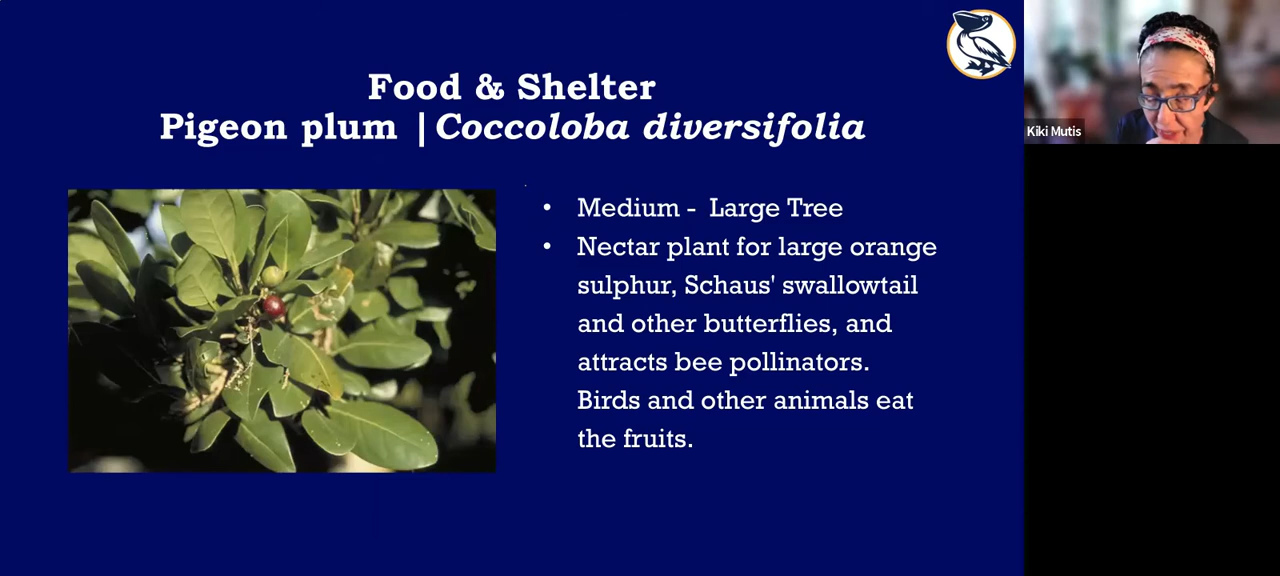 Food & Shelter
Pigeon plum | Coccoloba diversifolia
• Medium - Large Tree
• Nectar plant for large orange
sulphur, Schaus' swallowtail
and other butterflies, and
attracts bee pollinators.
Birds and other animals eat
the fruits.
Kiki Mutis